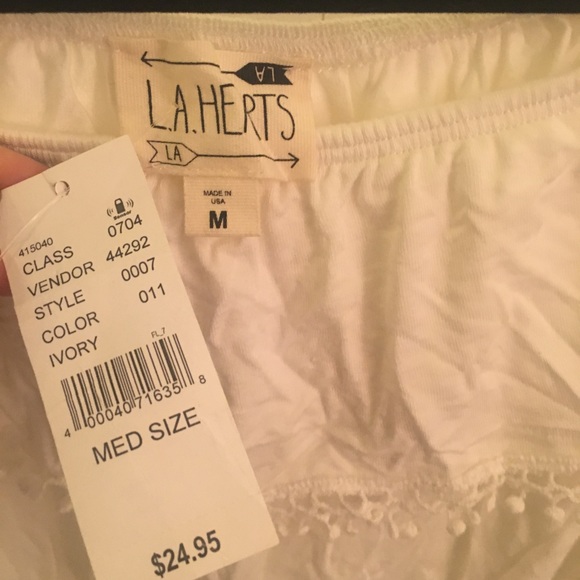 LA
L.A.HERTS
LA
MADE IN
USA
M
415040
CLASS 0704
VENDOR 44292
STYLE 0007
COLOR 011
IVORY
FL_7
4 00040 71635 8
MED SIZE
$24.95